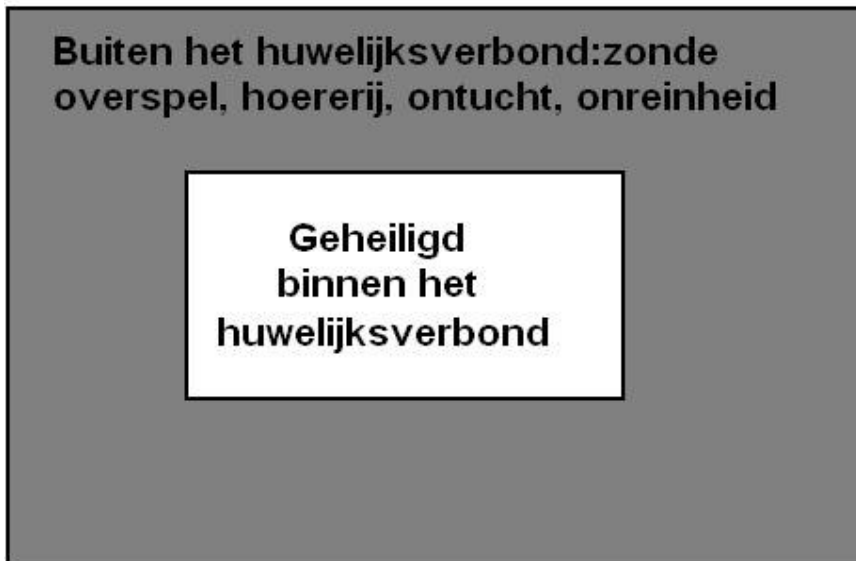 Buiten het huwelijksverbond:zonde
overspel, hoererij, ontucht, onreinheid
Geheiligd
binnen het
huwelijksverbond